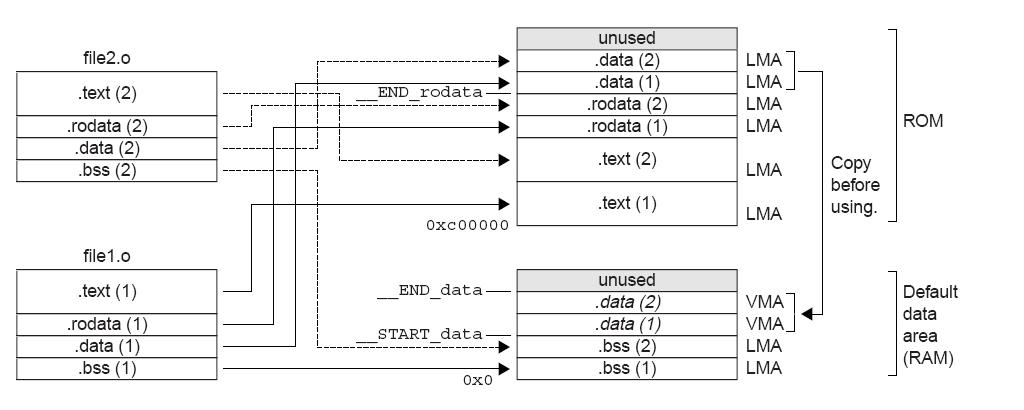 file2.o
.text (2)
.rodata (2)
.data (2)
.bss (2)
file1.o
.text (1)
.rodata (1)
.data (1)
.bss (1)
__END_rodata
0xc00000
__END_data
__START_data
0x0
unused
.data (2) LMA
.data (1) LMA
.rodata (2) LMA
.rodata (1) LMA
.text (2) LMA
.text (1) LMA
unused
.data (2) VMA
.data (1) VMA
.bss (2) LMA
.bss (1) LMA
Copy
before
using.
ROM
Default
data
area
(RAM)